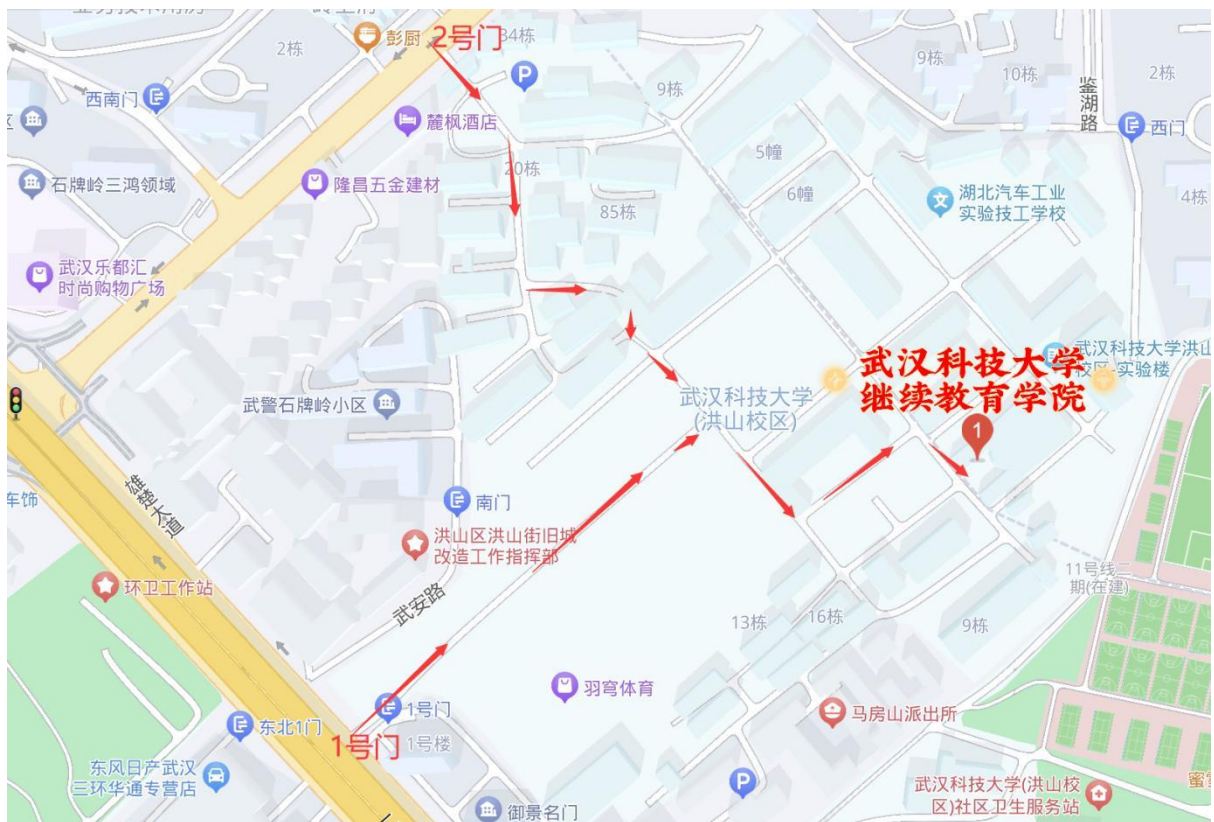 2栋
彭厨
2号门
34栋
9栋
9栋
10栋
2栋
鉴湖路
西南门
P
西门
麓枫酒店
5幢
石牌岭三鸿领域
隆昌五金建材
20栋
6幢
湖北汽车工业
实验技工学校
4栋
85栋
武汉乐都汇
时尚购物广场
武汉科技大学
继续教育学院
武汉科技大学洪山
校区-实验楼
武警石牌岭小区
武汉科技大学
(洪山校区)
1
车饰
雄楚大道
南门
洪山区洪山街旧城
改造工作指挥部
11号线二
期(在建)
环卫工作站
武安路
13栋
16栋
9栋
羽穹体育
1号门
马房山派出所
东北1门
1号门
1号楼
东风日产武汉
三环华通专营店
P
武汉科技大学(洪山校
区)社区卫生服务站
御景名门